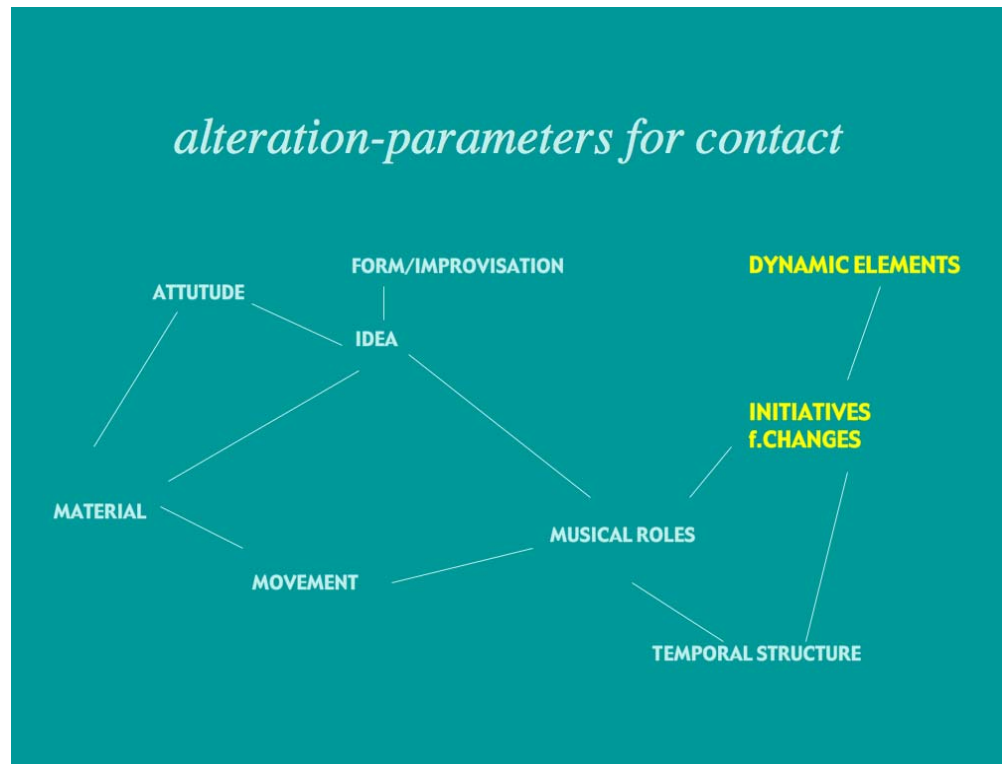 alteration-parameters for contact
FORM/IMPROVISATION
DYNAMIC ELEMENTS
ATTUTUDE
IDEA
INITIATIVES
f.CHANGES
MATERIAL
MUSICAL ROLES
MOVEMENT
TEMPORAL STRUCTURE